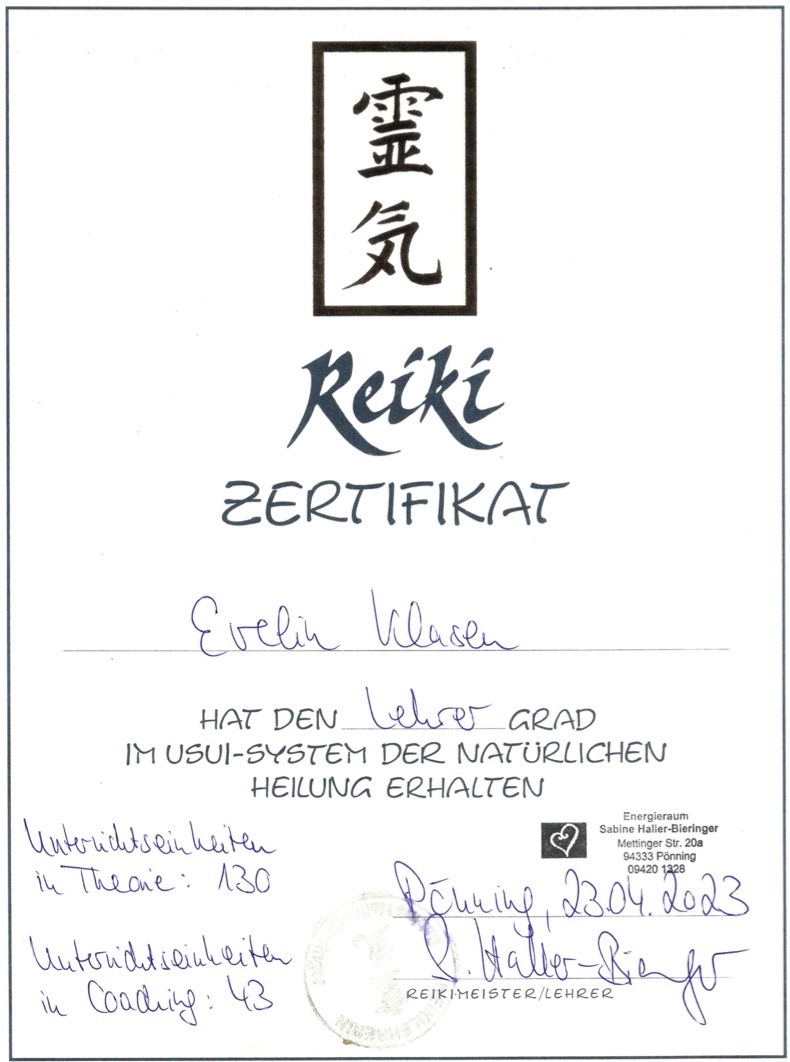 霊
気
Reiki
ZERTIFIKAT
Evelin Klasen
HAT DEN Lehrer GRAD
IM USUI-SYSTEM DER NATÜRLICHEN
HEILUNG ERHALTEN
Energieraum
Sabine Haller-Bieringer
Mettinger Str. 20a
94333 Pönning
09420 1328
Unterrichtseinheiten
in Theorie: 130
Pönning, 23.04.2023
Unterrichtseinheiten
in Coaching: 43
S. Haller-Bieringer
REIKIMEISTER/LEHRER